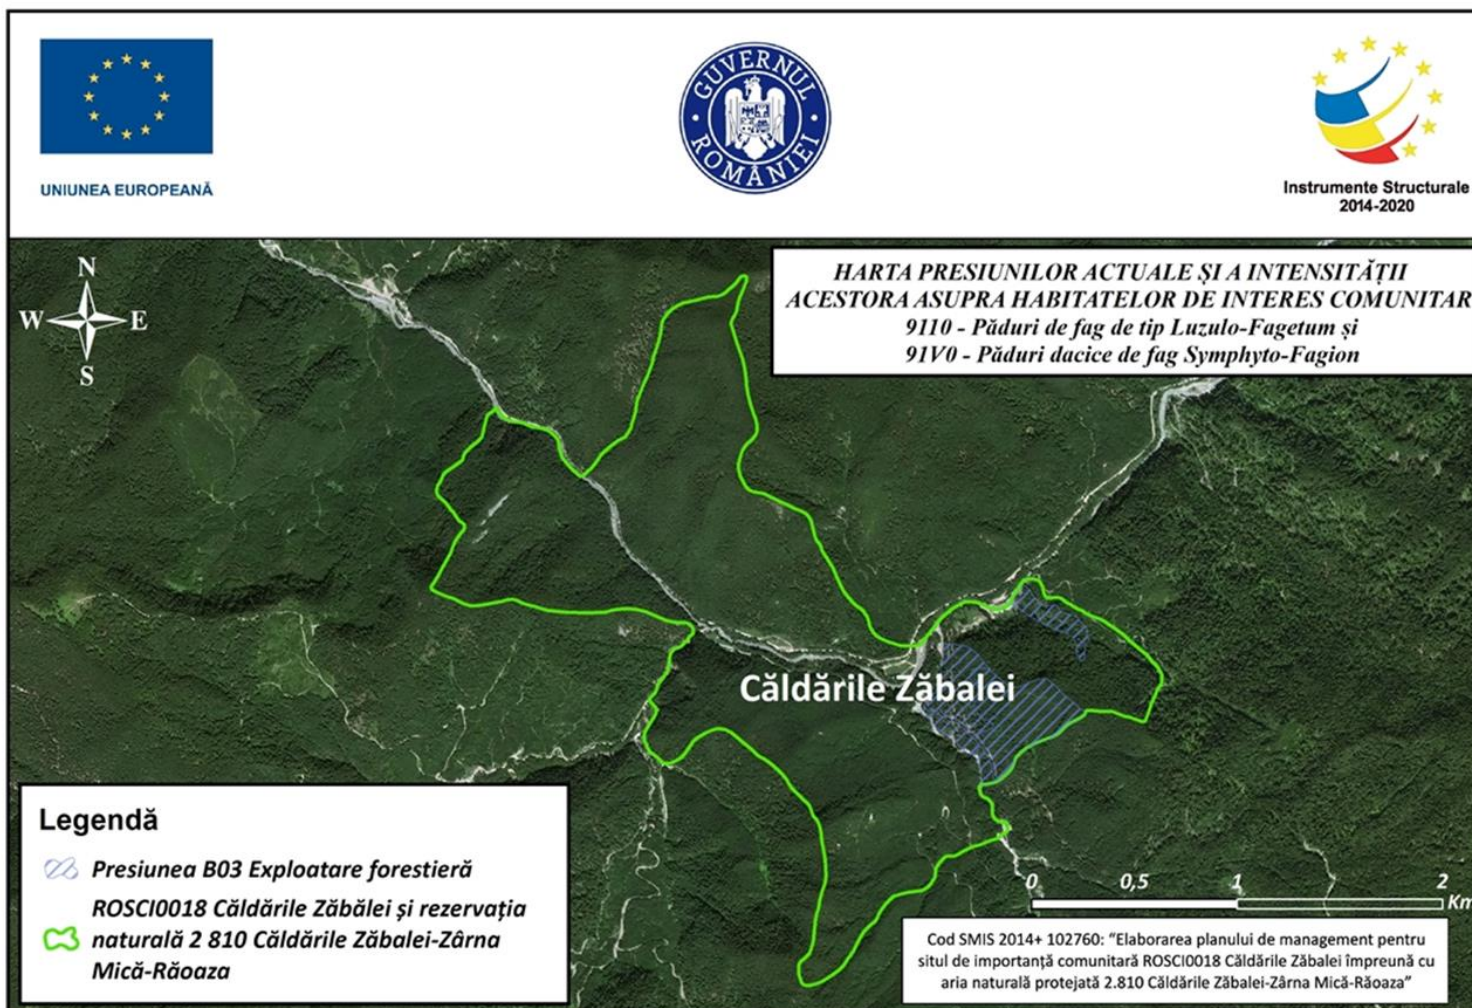 UNIUNEA EUROPEANĂ
GUVERNUL
ROMÂNIEI
Instrumente Structurale
2014-2020
HARTA PRESIUNILOR ACTUALE ȘI A INTENSITĂȚII
ACESTORA ASUPRA HABITATELOR DE INTERES COMUNITAR
9110 - Păduri de fag de tip Luzulo-Fagetum și
91V0 - Păduri dacice de fag Symphyto-Fagion
N
W E
S
Căldările Zăbalei
Legendă
Presiunea B03 Exploatare forestieră
ROSCI0018 Căldările Zăbălei și rezervația
naturală 2 810 Căldările Zăbalei-Zârna
Mică-Răoaza
0 0,5 1 2
Km
Cod SMIS 2014+ 102760: “Elaborarea planului de management pentru
situl de importanță comunitară ROSCI0018 Căldările Zăbalei împreună cu
aria naturală protejată 2.810 Căldările Zăbalei-Zârna Mică-Răoaza”